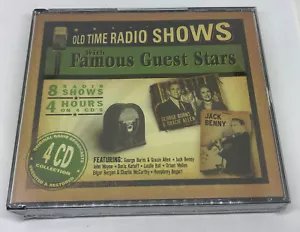 OLD TIME RADIO SHOWS
With
Famous Guest Stars
8 RADIO SHOWS
4 HOURS
ON 4 CD's
GEORGE BURNS
& GRACIE ALLEN
JACK
BENNY
4 CD
COLLECTION
FEATURING: George Burns & Gracie Allen • Jack Benny
John Wayne • Boris Karloff • Lucille Ball • Orson Welles
Edgar Bergen & Charlie McCarthy • Humphrey Bogart